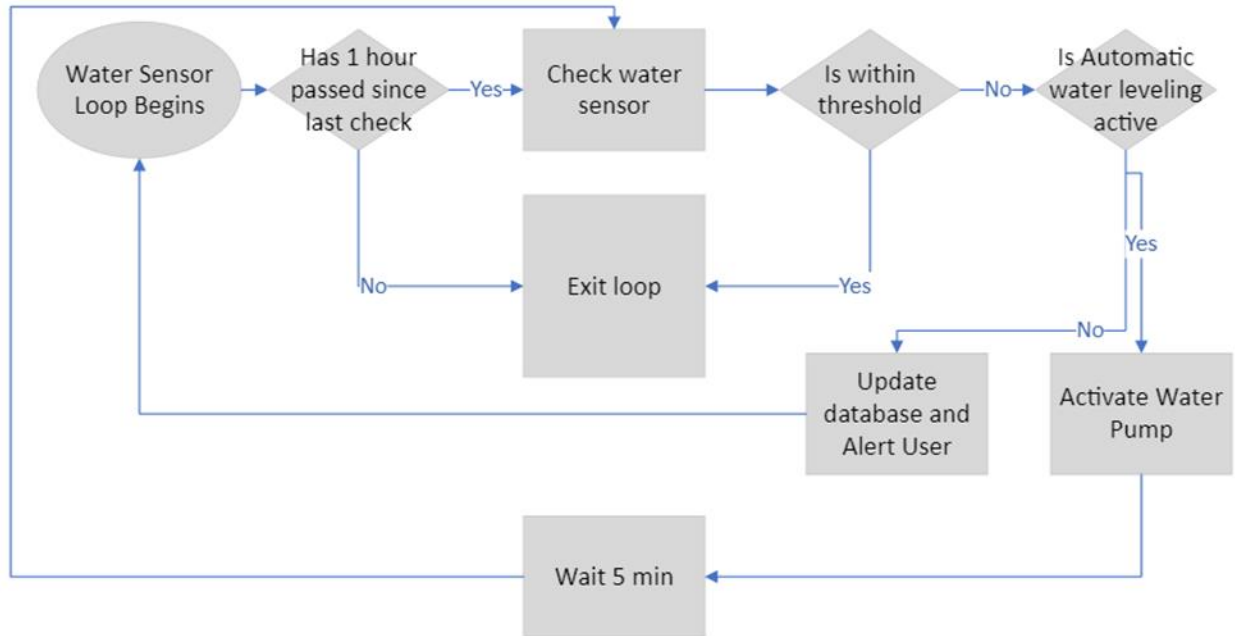 Water Sensor
Loop Begins
Has 1 hour
passed since
last check
Yes
Check water
sensor
Is within
threshold
No
Is Automatic
water leveling
active
Yes
No
Exit loop
Yes
No
Update
database and
Alert User
Activate Water
Pump
Wait 5 min